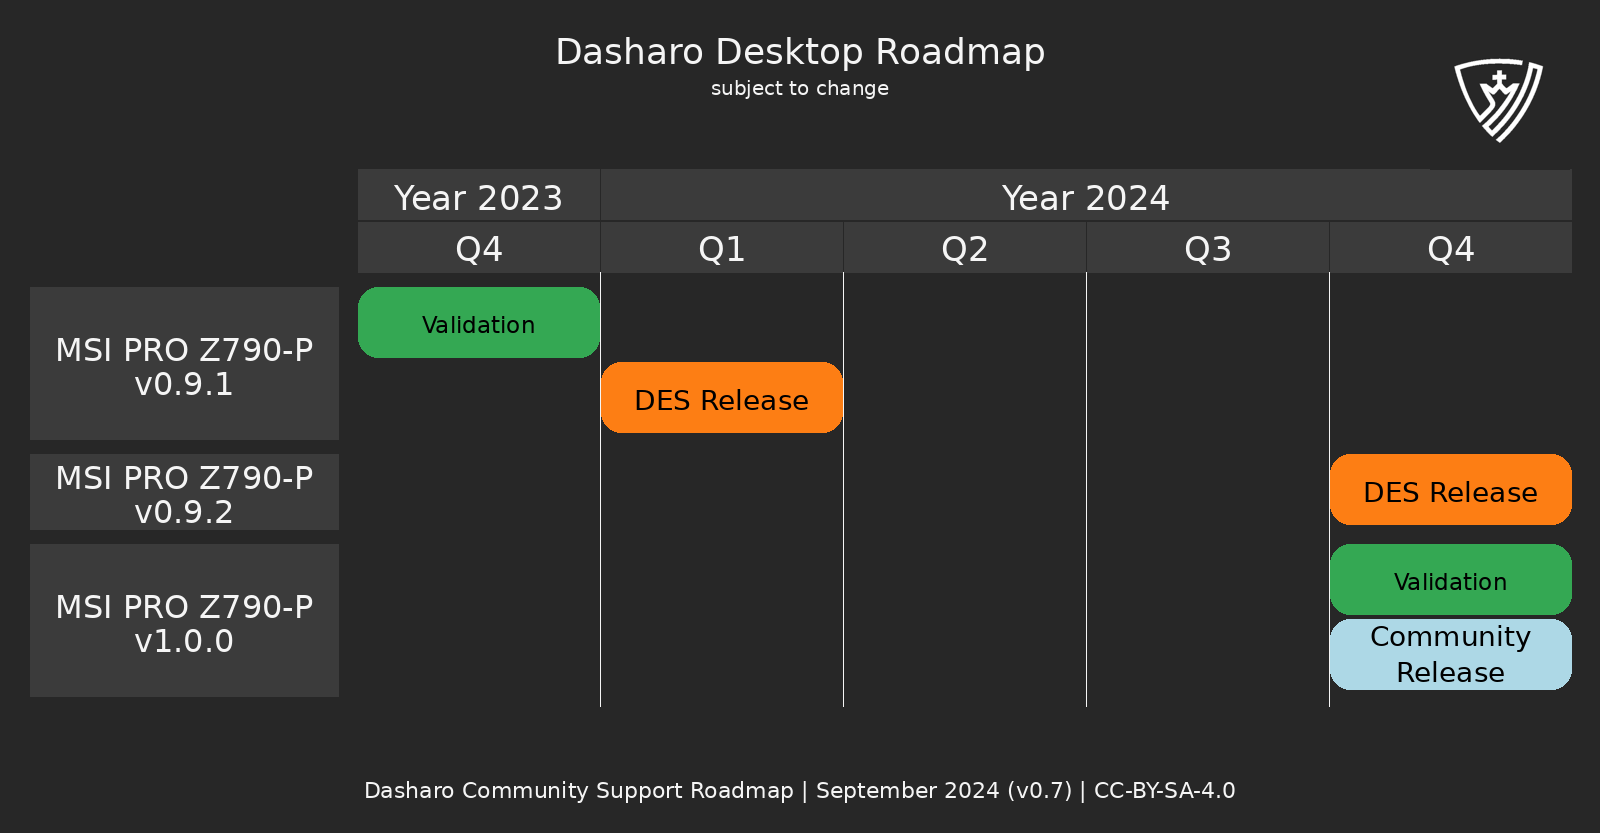 Dasharo Desktop Roadmap
subject to change
Year 2023
Year 2024
Q4
Q1
Q2
Q3
Q4
MSI PRO Z790-P
v0.9.1
Validation
DES Release
MSI PRO Z790-P
v0.9.2
DES Release
MSI PRO Z790-P
v1.0.0
Validation
Community
Release
Dasharo Community Support Roadmap | September 2024 (v0.7) | CC-BY-SA-4.0